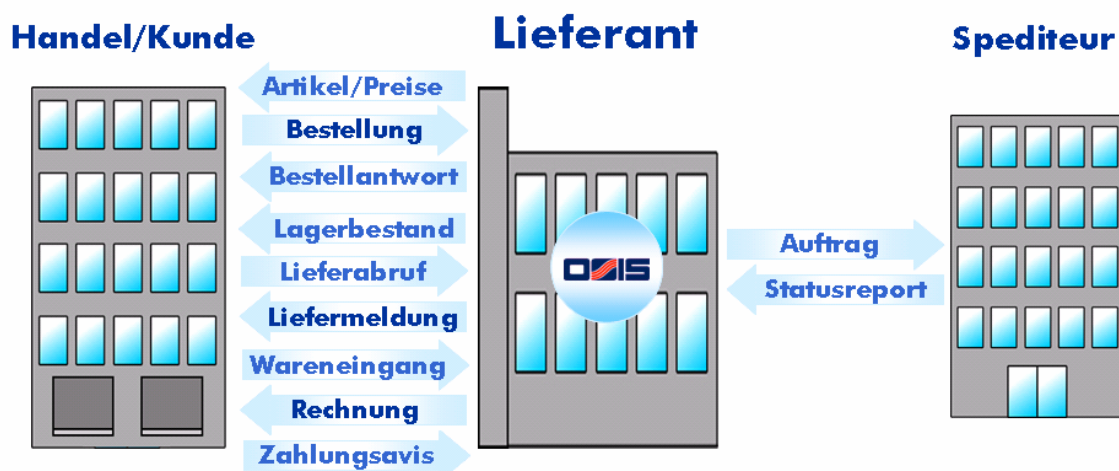 Handel/Kunde
Lieferant
Spediteur
Artikel/Preise
Bestellung
Bestellantwort
Lagerbestand
Lieferabruf
Liefermeldung
Wareneingang
Rechnung
Zahlungsavis
OSIS
Auftrag
Statusreport